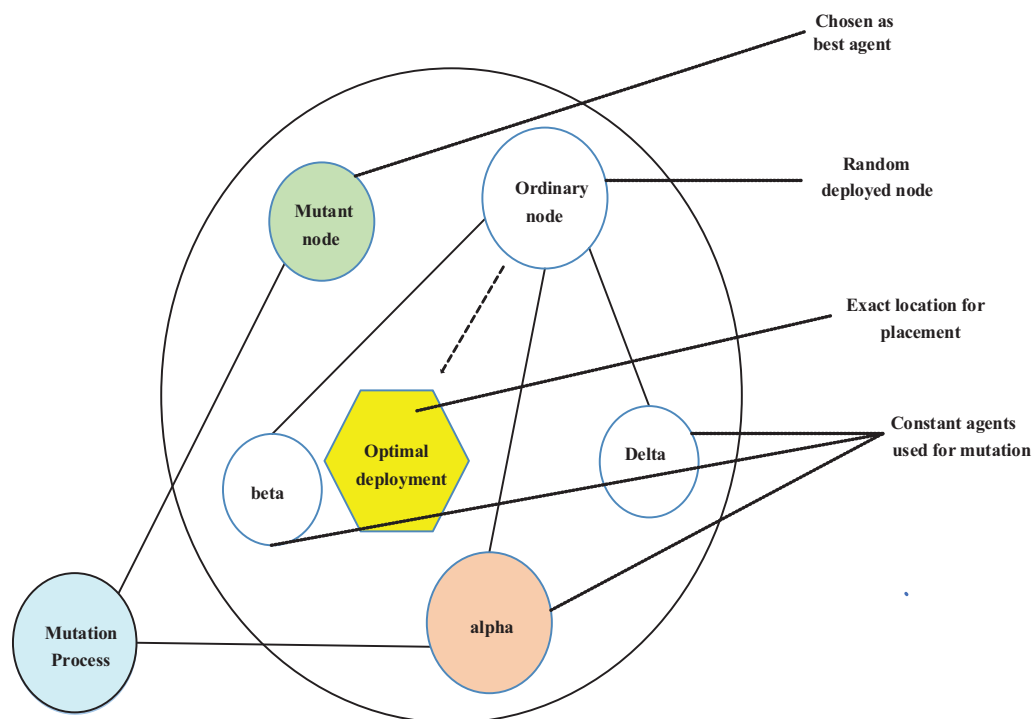 Chosen as
best agent
Ordinary
node
Random
deployed node
Mutant
node
Exact location for
placement
Constant agents
used for mutation
Optimal
deployment
Delta
beta
alpha
Mutation
Process